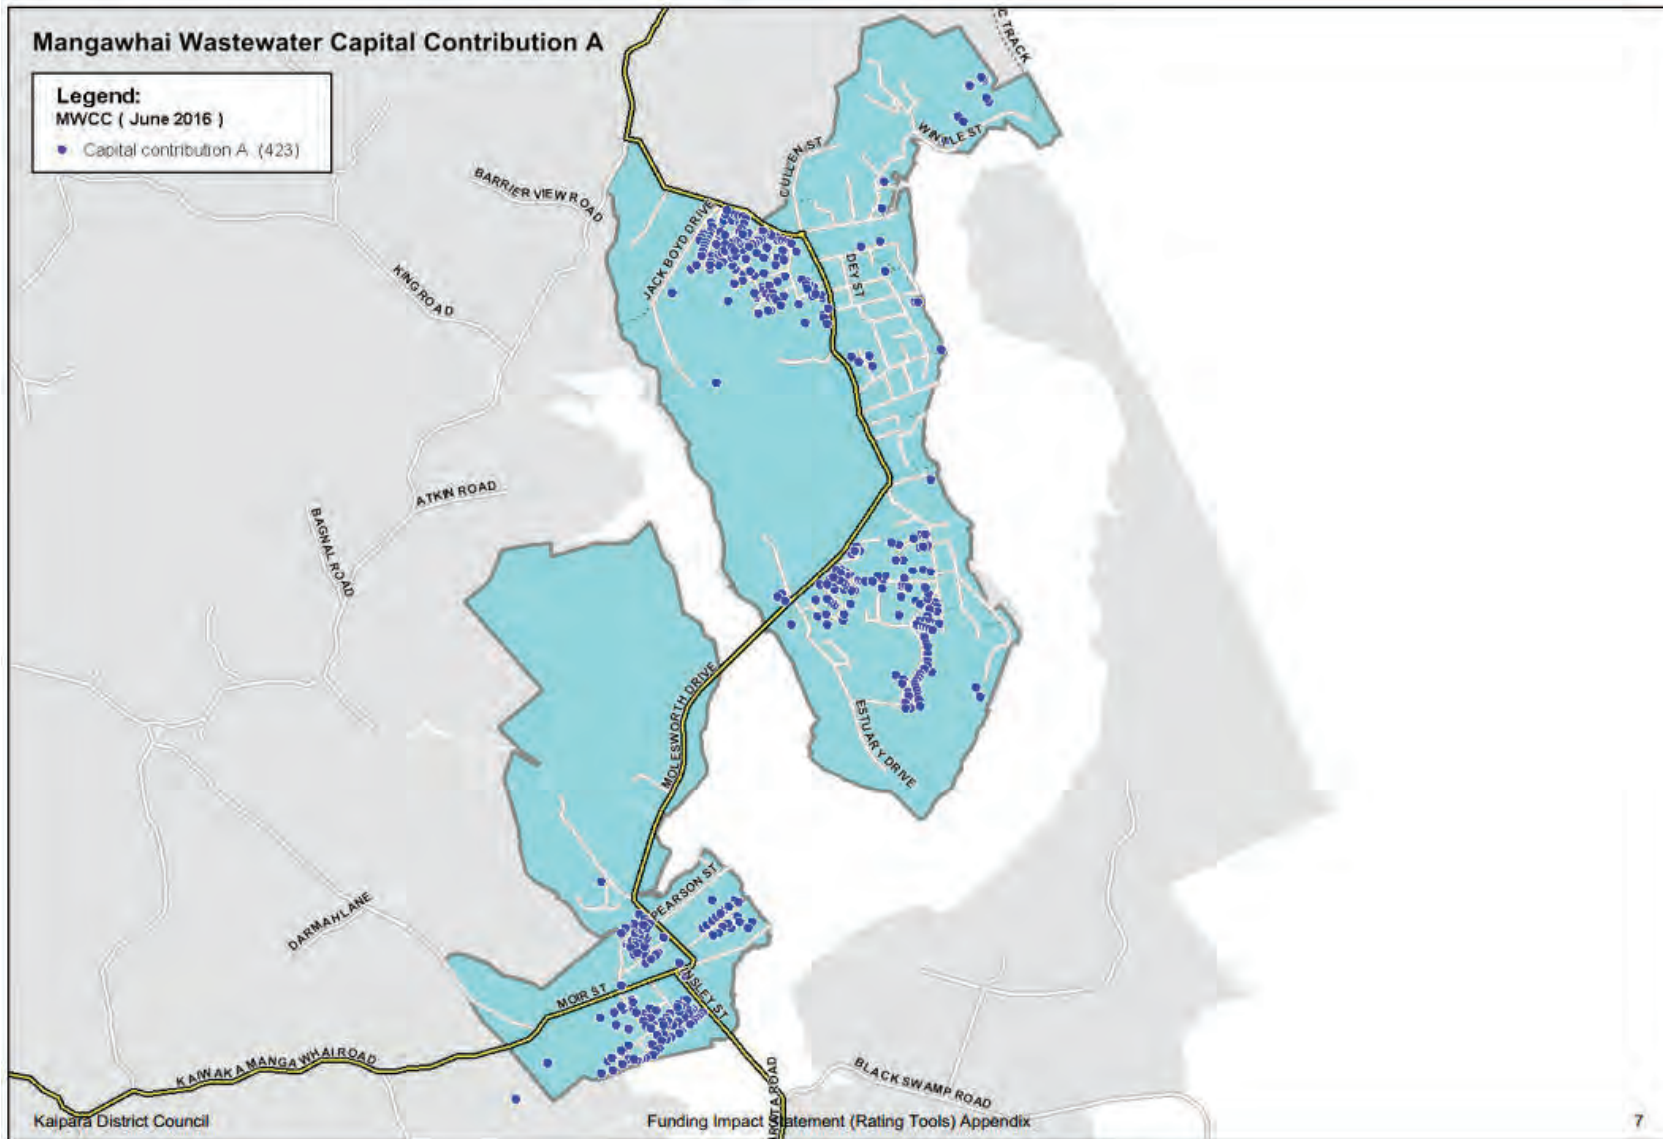 Mangawhai Wastewater Capital Contribution A
Legend:
MWCC ( June 2016 )
Capital contribution A (423)
C TRACK
WINTLE ST
CULLEN ST
BARRIER VIEW ROAD
JACK BOYD DRIVE
KING ROAD
DEY ST
ATKIN ROAD
BAGNAL ROAD
MOLESWORTH DRIVE
ESTUARY DRIVE
PEARSON ST
DARMAH LANE
MOIR ST
INSLEY ST
KAIWAKA MANGAWHAI ROAD
BLACK SWAMP ROAD
ROAD
Kaipara District Council
Funding Impact Statement (Rating Tools) Appendix
7